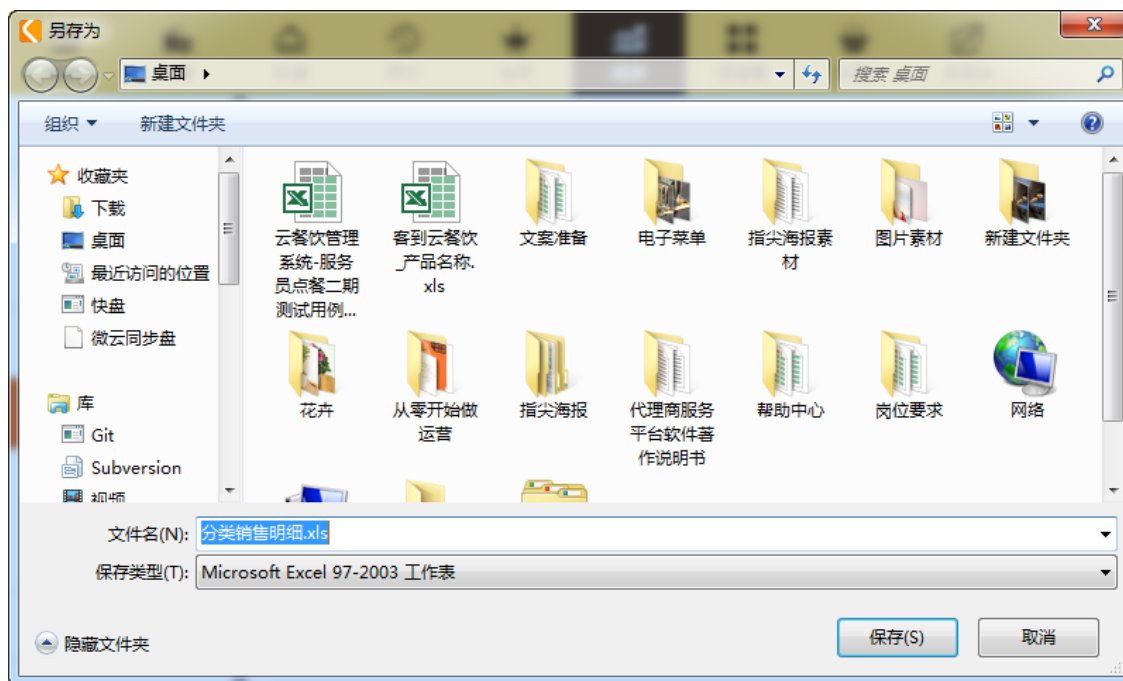 另存为
桌面
搜索 桌面
组织
新建文件夹
收藏夹
下载
桌面
最近访问的位置
快盘
微云同步盘
库
Git
Subversion
视频
云餐饮管理
系统-服务
员点餐二期
测试用例...
客到云餐饮
_产品名称.
xls
文案准备
电子菜单
指尖海报素
材
图片素材
新建文件夹
花卉
从零开始做
运营
指尖海报
代理商服务
平台软件著
作说明书
帮助中心
岗位要求
网络
文件名(N):
分类销售明细.xls
保存类型(T):
Microsoft Excel 97-2003 工作表
隐藏文件夹
保存(S)
取消